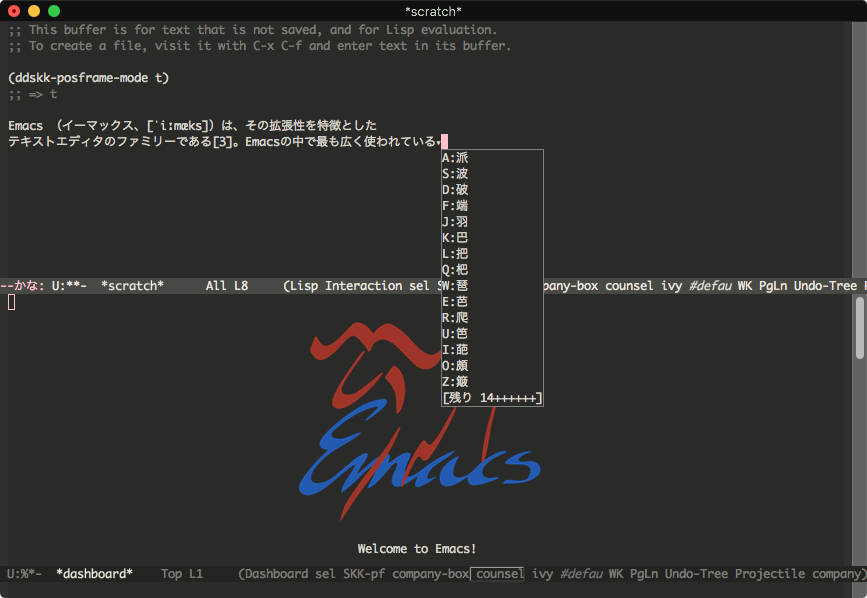 *scratch*
;; This buffer is for text that is not saved, and for Lisp evaluation.
;; To create a file, visit it with C-x C-f and enter text in its buffer.
(ddskk-posframe-mode t)
;; => t
Emacs （イーマックス、[ˈiːmæks]）は、その拡張性を特徴とした
テキストエディタのファミリーである[3]。Emacsの中で最も広く使われている▾
A:派
S:波
D:破
F:端
J:羽
K:巴
L:把
Q:杷
W:琶
E:芭
R:爬
U:笆
I:葩
O:頗
Z:簸
[残り 14++++++]
--かな: U:**- *scratch* All L8 (Lisp Interaction sel S pany-box counsel ivy #defau WK PgLn Undo-Tree P
Emacs
Welcome to Emacs!
U:%*- *dashboard* Top L1 (Dashboard sel SKK-pf company-box counsel ivy #defau WK PgLn Undo-Tree Projectile company)